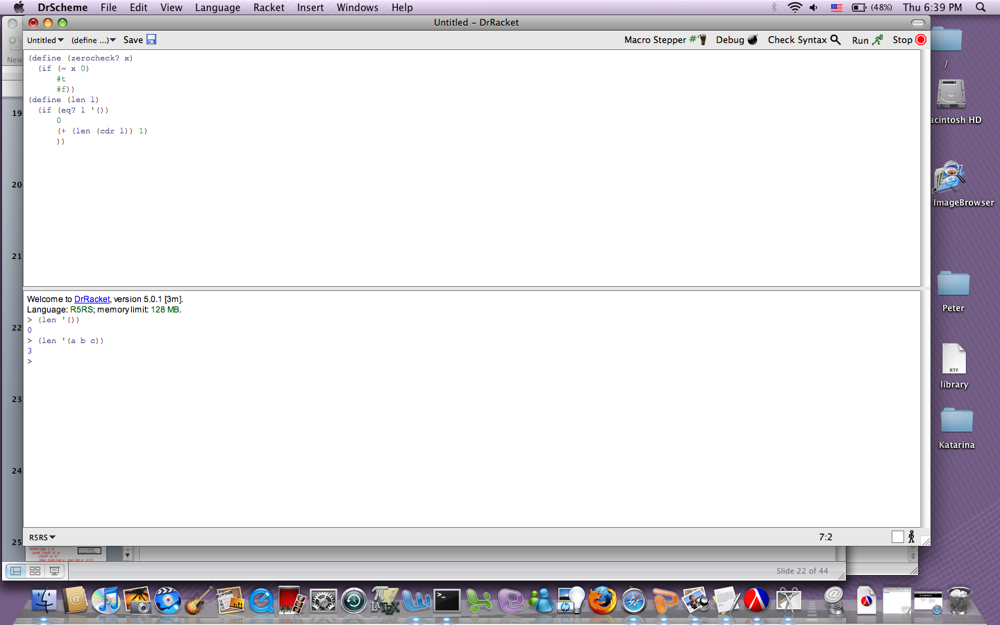 DrScheme File Edit View Language Racket Insert Windows Help (48%) Thu 6:39 PM
Untitled - DrRacket
Untitled (define ...) Save Macro Stepper #' Debug Check Syntax Run Stop
New
(define (zerocheck? x)
(if (= x 0)
#t
#f))
(define (len l)
(if (eq? l '())
0
(+ (len (cdr l)) 1)
))
Welcome to DrRacket, version 5.0.1 [3m].
Language: R5RS; memory limit: 128 MB.
> (len '())
0
> (len '(a b c))
3
>
R5RS 7:2
19
20
21
22
23
24
25
Slide 22 of 44
/
acintosh HD
ImageBrowser
Peter
RTF
library
Katarina